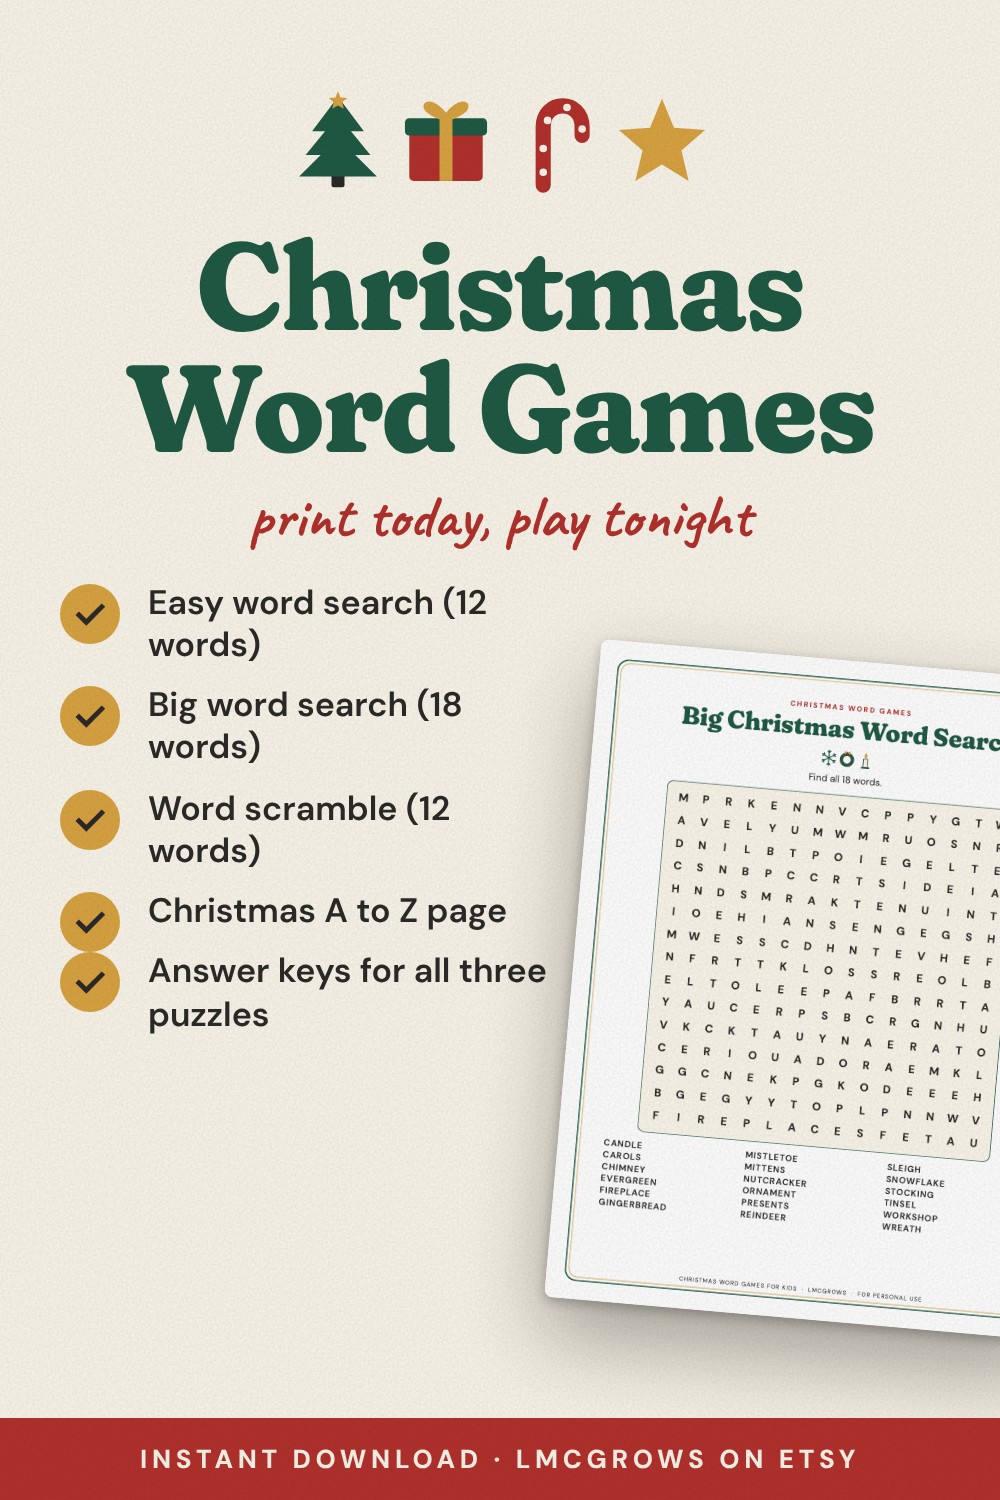 Christmas
Word Games
print today, play tonight
Easy word search (12
words)
Big word search (18
words)
Word scramble (12
words)
Christmas A to Z page
Answer keys for all three
puzzles
CHRISTMAS WORD GAMES
Big Christmas Word Searc
Find all 18 words.
M P R K E N N V C P P Y G T
A V E L Y U M W M R U O S N
D N I L B T P O I E G E L T E
C S N B P C C R T S I D E I A
H N D S M R A K T E N U I N T
I O E H I A N S E N G E G S H
M W E S S C D H N T E V H E F
N F R T T K L O S S R E O L B
E L T O L E E P A F B R R T A
Y A U C E R P S B C R G N H U
V K C K T A U Y N A E R A T O
C E R I O U A D O R A E M K L
G G C N E K P G K O D E E E H
B G E G Y Y T O P L P N N W V
F I R E P L A C E S F E T A U
CANDLE
CAROLS
CHIMNEY
EVERGREEN
FIREPLACE
GINGERBREAD
MISTLETOE
MITTENS
NUTCRACKER
ORNAMENT
PRESENTS
REINDEER
SLEIGH
SNOWFLAKE
STOCKING
TINSEL
WORKSHOP
WREATH
CHRISTMAS WORD GAMES FOR KIDS · LMCGROWS · FOR PERSONAL USE
INSTANT DOWNLOAD · LMCGROWS ON ETSY